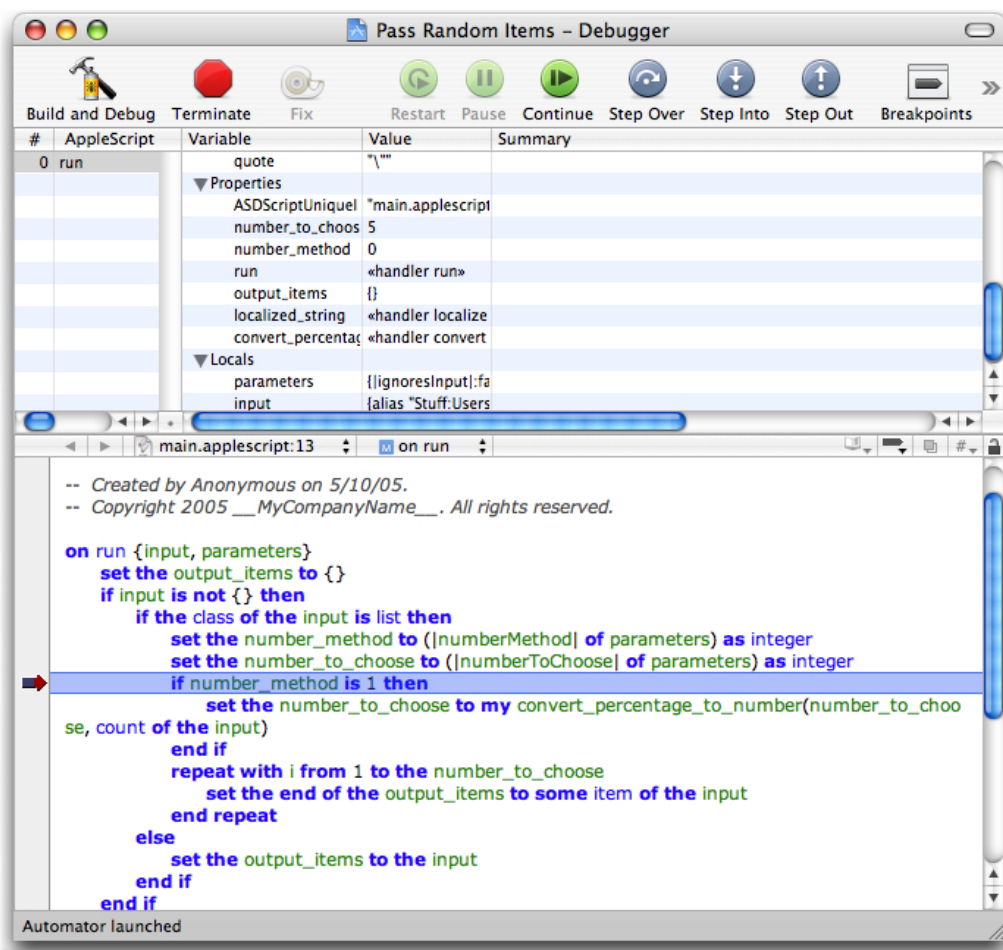 Pass Random Items – Debugger
Build and Debug Terminate Fix Restart Pause Continue Step Over Step Into Step Out Breakpoints »
# AppleScript Variable Value Summary
0 run quote "\""
Properties
ASDScriptUniqueI "main.applescript
number_to_choos 5
number_method 0
run «handler run»
output_items {}
localized_string «handler localize
convert_percentag «handler convert
Locals
parameters {|ignoresInput|:fa
input {alias "Stuff:Users
main.applescript:13 M on run #
-- Created by Anonymous on 5/10/05.
-- Copyright 2005 __MyCompanyName__. All rights reserved.
on run {input, parameters}
set the output_items to {}
if input is not {} then
if the class of the input is list then
set the number_method to (|numberMethod| of parameters) as integer
set the number_to_choose to (|numberToChoose| of parameters) as integer
if number_method is 1 then
set the number_to_choose to my convert_percentage_to_number(number_to_choo
se, count of the input)
end if
repeat with i from 1 to the number_to_choose
set the end of the output_items to some item of the input
end repeat
else
set the output_items to the input
end if
end if
Automator launched